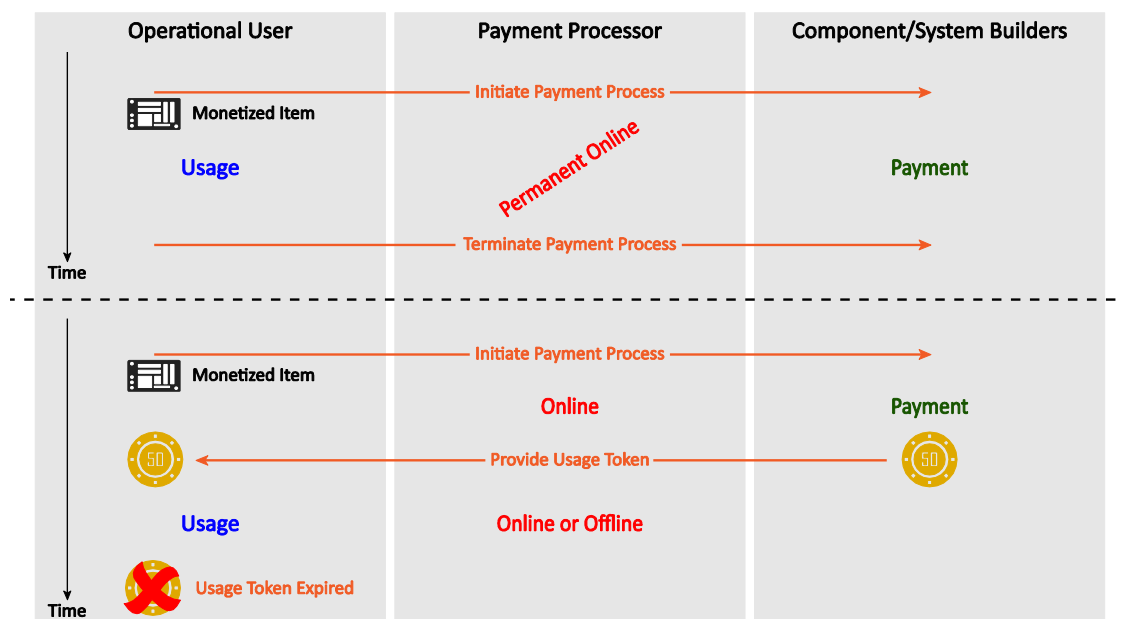 Operational User
Payment Processor
Component/System Builders
Initiate Payment Process
Monetized Item
Permanent Online
Usage
Payment
Terminate Payment Process
Time
Initiate Payment Process
Monetized Item
Online
Payment
50
Provide Usage Token
50
Usage
Online or Offline
Usage Token Expired
Time